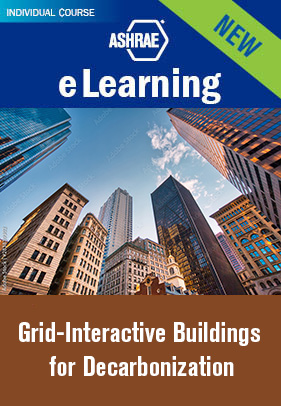 INDIVIDUAL COURSE
ASHRAE
NEW
eLearning
Grid-Interactive Buildings
for Decarbonization